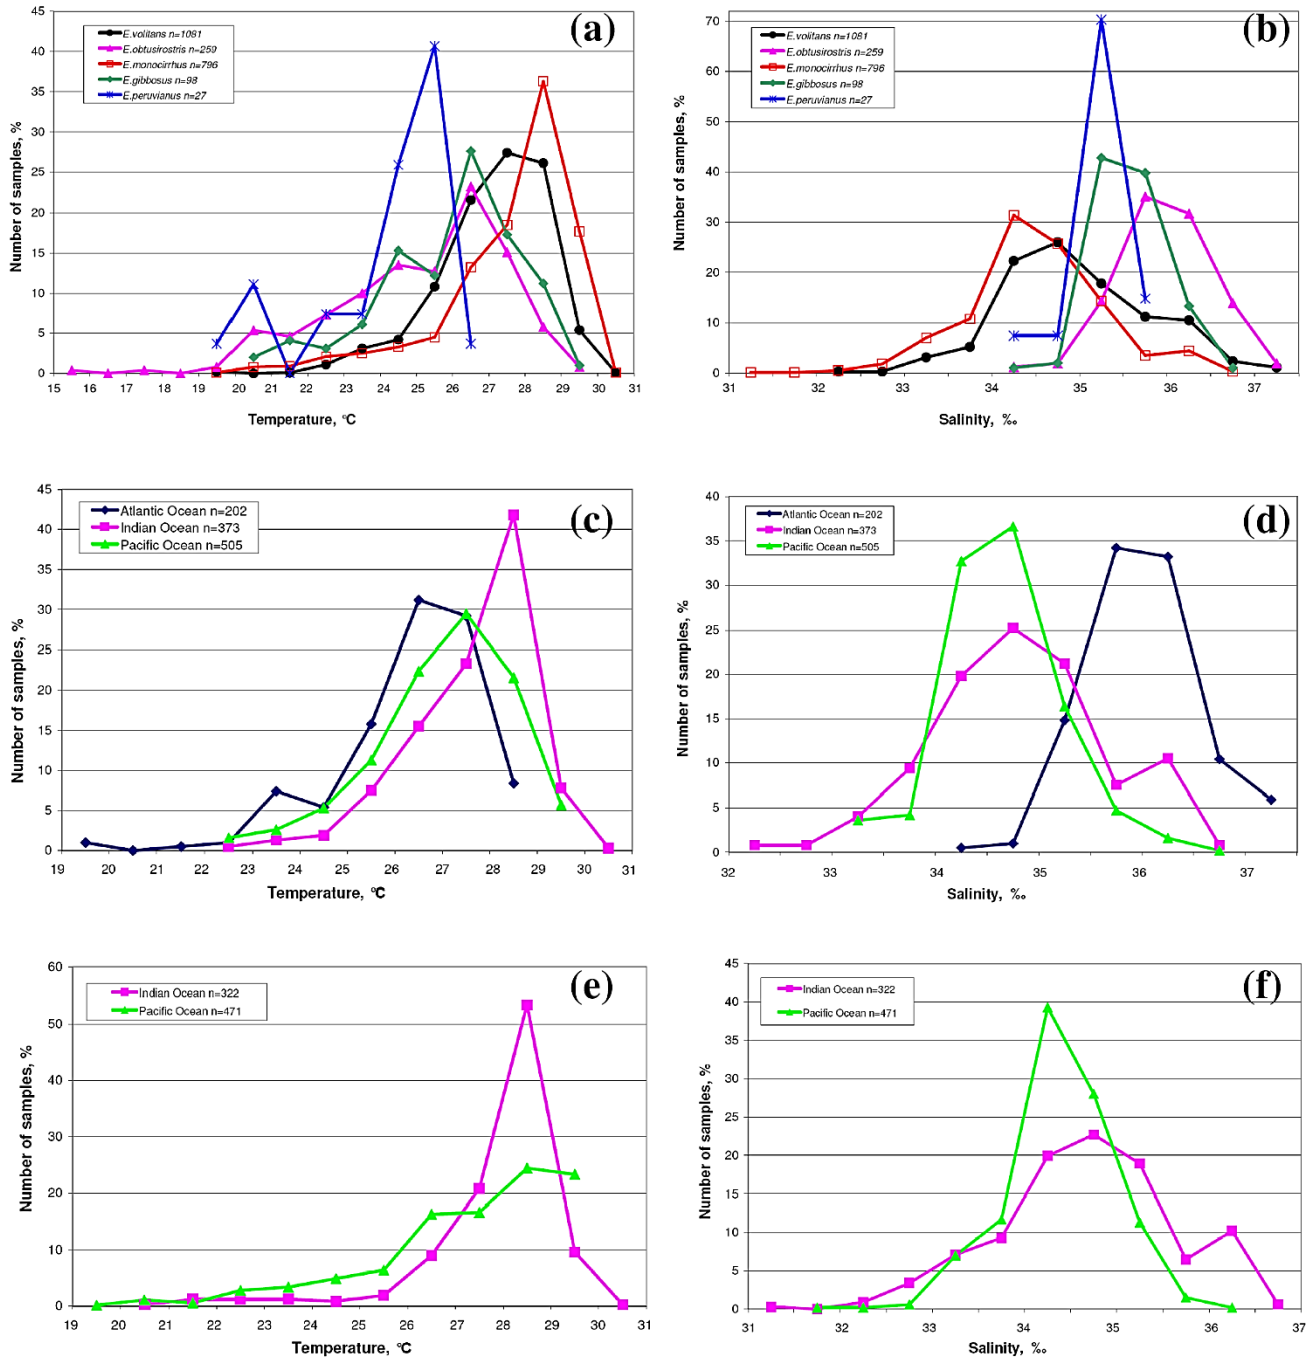 (a)
E.volitans n=1081
E.obtusirostris n=259
E.monocirrhus n=796
E.gibbosus n=98
E.peruvianus n=27
Number of samples, %
45
40
35
30
25
20
15
10
5
0
15 16 17 18 19 20 21 22 23 24 25 26 27 28 29 30 31
Temperature, °C
(b)
E.volitans n=1081
E.obtusirostris n=259
E.monocirrhus n=796
E.gibbosus n=98
E.peruvianus n=27
Number of samples, %
70
60
50
40
30
20
10
0
31 32 33 34 35 36 37
Salinity, ‰
(c)
Atlantic Ocean n=202
Indian Ocean n=373
Pacific Ocean n=505
Number of samples, %
45
40
35
30
25
20
15
10
5
0
19 20 21 22 23 24 25 26 27 28 29 30 31
Temperature, °C
(d)
Atlantic Ocean n=202
Indian Ocean n=373
Pacific Ocean n=505
Number of samples, %
40
35
30
25
20
15
10
5
0
32 33 34 35 36 37
Salinity, ‰
(e)
Indian Ocean n=322
Pacific Ocean n=471
Number of samples, %
60
50
40
30
20
10
0
19 20 21 22 23 24 25 26 27 28 29 30 31
Temperature, °C
(f)
Indian Ocean n=322
Pacific Ocean n=471
Number of samples, %
45
40
35
30
25
20
15
10
5
0
31 32 33 34 35 36 37
Salinity, ‰